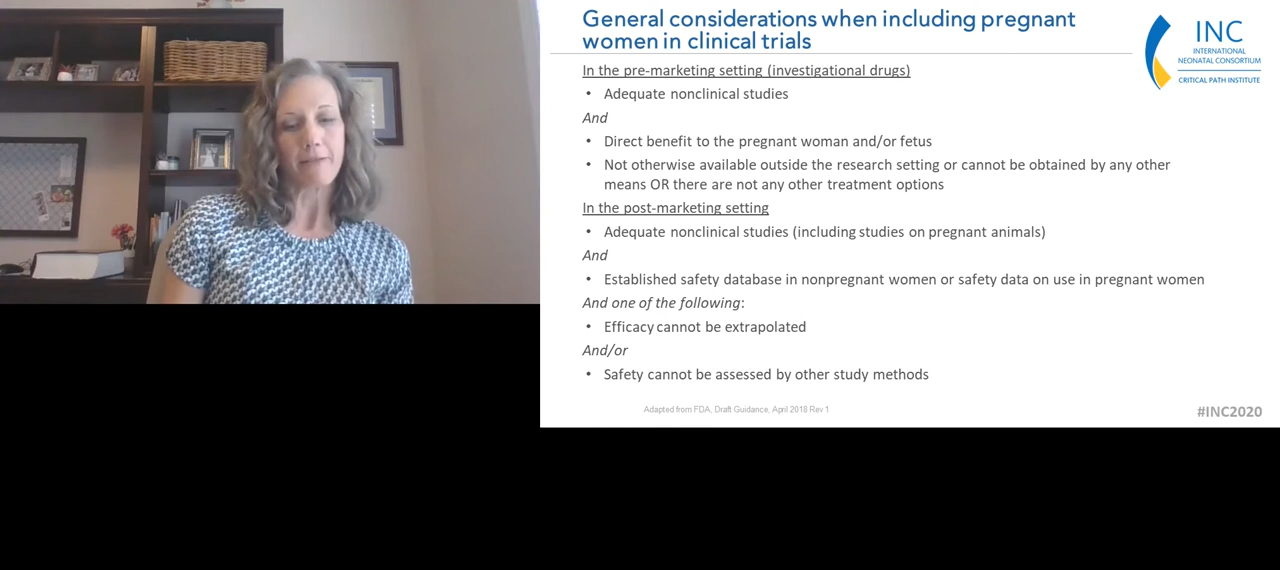 General considerations when including pregnant
women in clinical trials
INC
INTERNATIONAL
NEONATAL CONSORTIUM
CRITICAL PATH INSTITUTE
In the pre-marketing setting (investigational drugs)
• Adequate nonclinical studies
And
• Direct benefit to the pregnant woman and/or fetus
• Not otherwise available outside the research setting or cannot be obtained by any other
means OR there are not any other treatment options
In the post-marketing setting
• Adequate nonclinical studies (including studies on pregnant animals)
And
• Established safety database in nonpregnant women or safety data on use in pregnant women
And one of the following:
• Efficacy cannot be extrapolated
And/or
• Safety cannot be assessed by other study methods
Adapted from FDA, Draft Guidance, April 2018 Rev 1
#INC2020